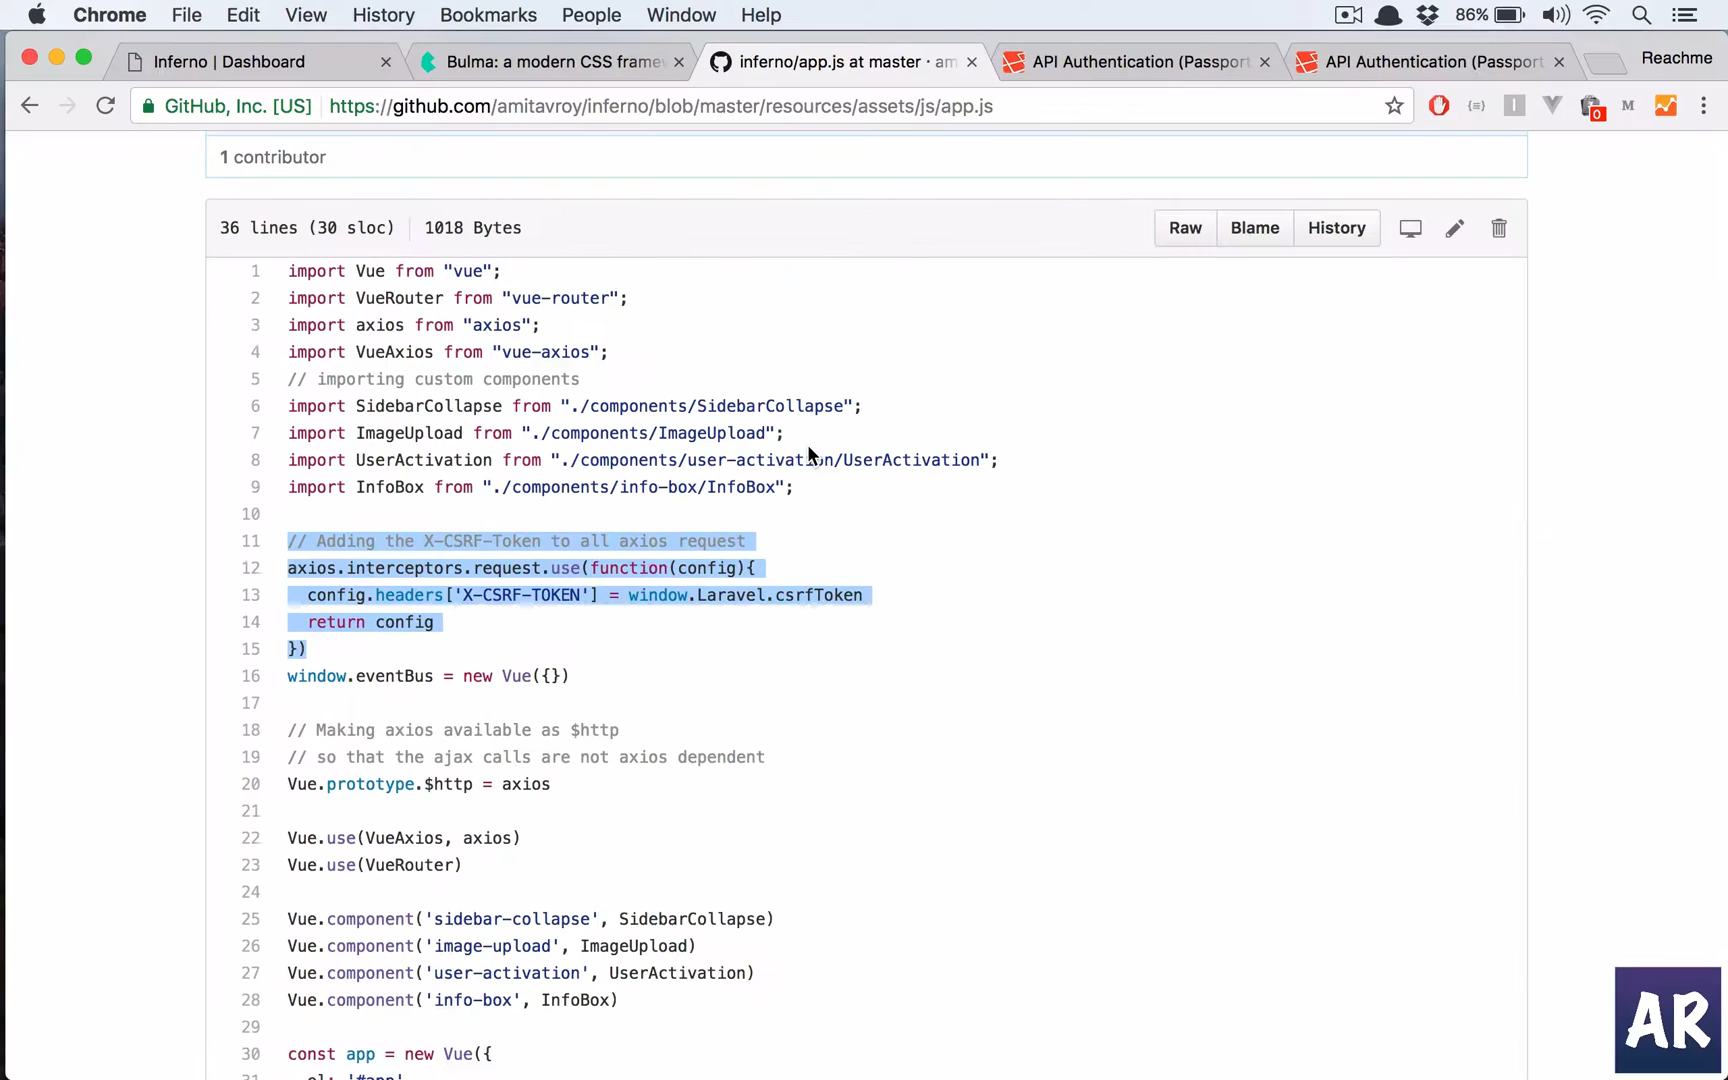 Chrome File Edit View History Bookmarks People Window Help 86%
Inferno | Dashboard Bulma: a modern CSS frame inferno/app.js at master · am API Authentication (Passport API Authentication (Passport Reachme
GitHub, Inc. [US] https://github.com/amitavroy/inferno/blob/master/resources/assets/js/app.js 0 M
1 contributor
36 lines (30 sloc) 1018 Bytes Raw Blame History
1 import Vue from "vue";
2 import VueRouter from "vue-router";
3 import axios from "axios";
4 import VueAxios from "vue-axios";
5 // importing custom components
6 import SidebarCollapse from "./components/SidebarCollapse";
7 import ImageUpload from "./components/ImageUpload";
8 import UserActivation from "./components/user-activation/UserActivation";
9 import InfoBox from "./components/info-box/InfoBox";
10
11 // Adding the X-CSRF-Token to all axios request
12 axios.interceptors.request.use(function(config){
13 config.headers['X-CSRF-TOKEN'] = window.Laravel.csrfToken
14 return config
15 })
16 window.eventBus = new Vue({})
17
18 // Making axios available as $http
19 // so that the ajax calls are not axios dependent
20 Vue.prototype.$http = axios
21
22 Vue.use(VueAxios, axios)
23 Vue.use(VueRouter)
24
25 Vue.component('sidebar-collapse', SidebarCollapse)
26 Vue.component('image-upload', ImageUpload)
27 Vue.component('user-activation', UserActivation)
28 Vue.component('info-box', InfoBox)
29
30 const app = new Vue({
31 el: '#app'
AR